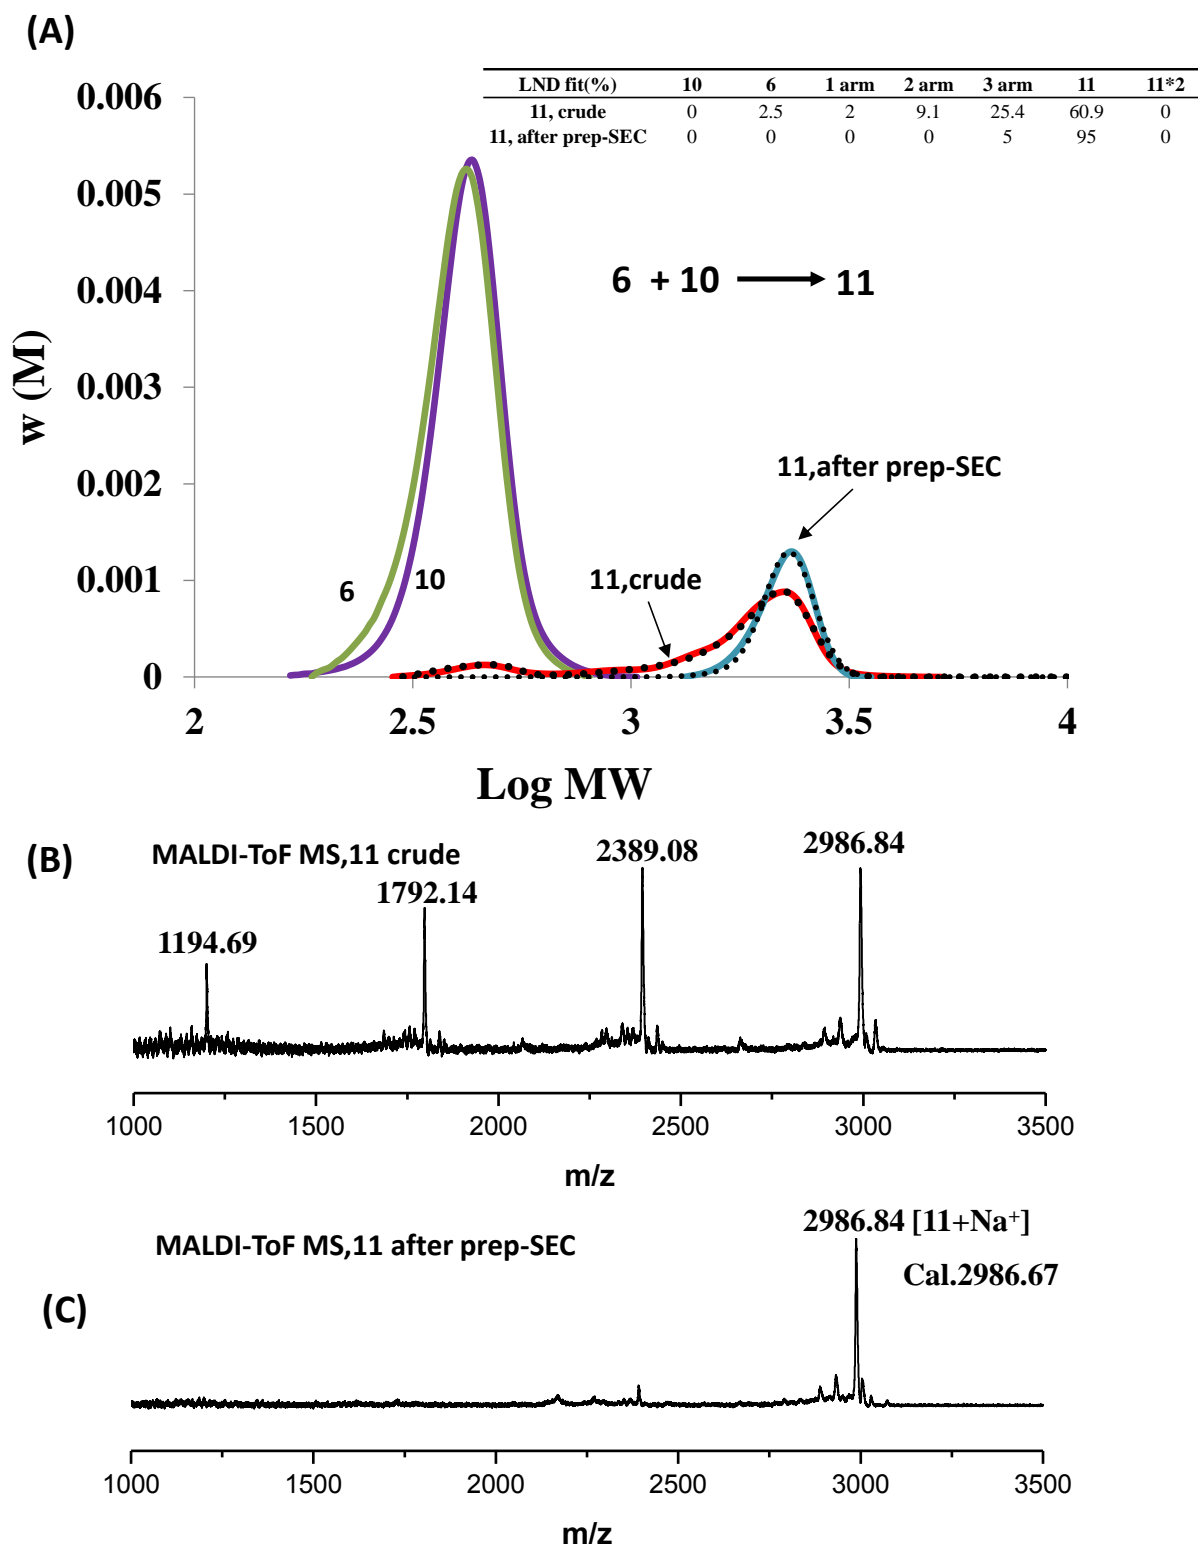 (A)
LND fit(%) 10 6 1 arm 2 arm 3 arm 11 11*2
11, crude 0 2.5 2 9.1 25.4 60.9 0
11, after prep-SEC 0 0 0 0 5 95 0
0.006
0.005
0.004
0.003
0.002
0.001
0
w (M)
6 + 10 11
11,after prep-SEC
11,crude
6
10
2 2.5 3 3.5 4
Log MW
(B)
MALDI-ToF MS,11 crude
1194.69
1792.14
2389.08
2986.84
1000 1500 2000 2500 3000 3500
m/z
(C)
MALDI-ToF MS,11 after prep-SEC
2986.84 [11+Na⁺]
Cal.2986.67
1000 1500 2000 2500 3000 3500
m/z